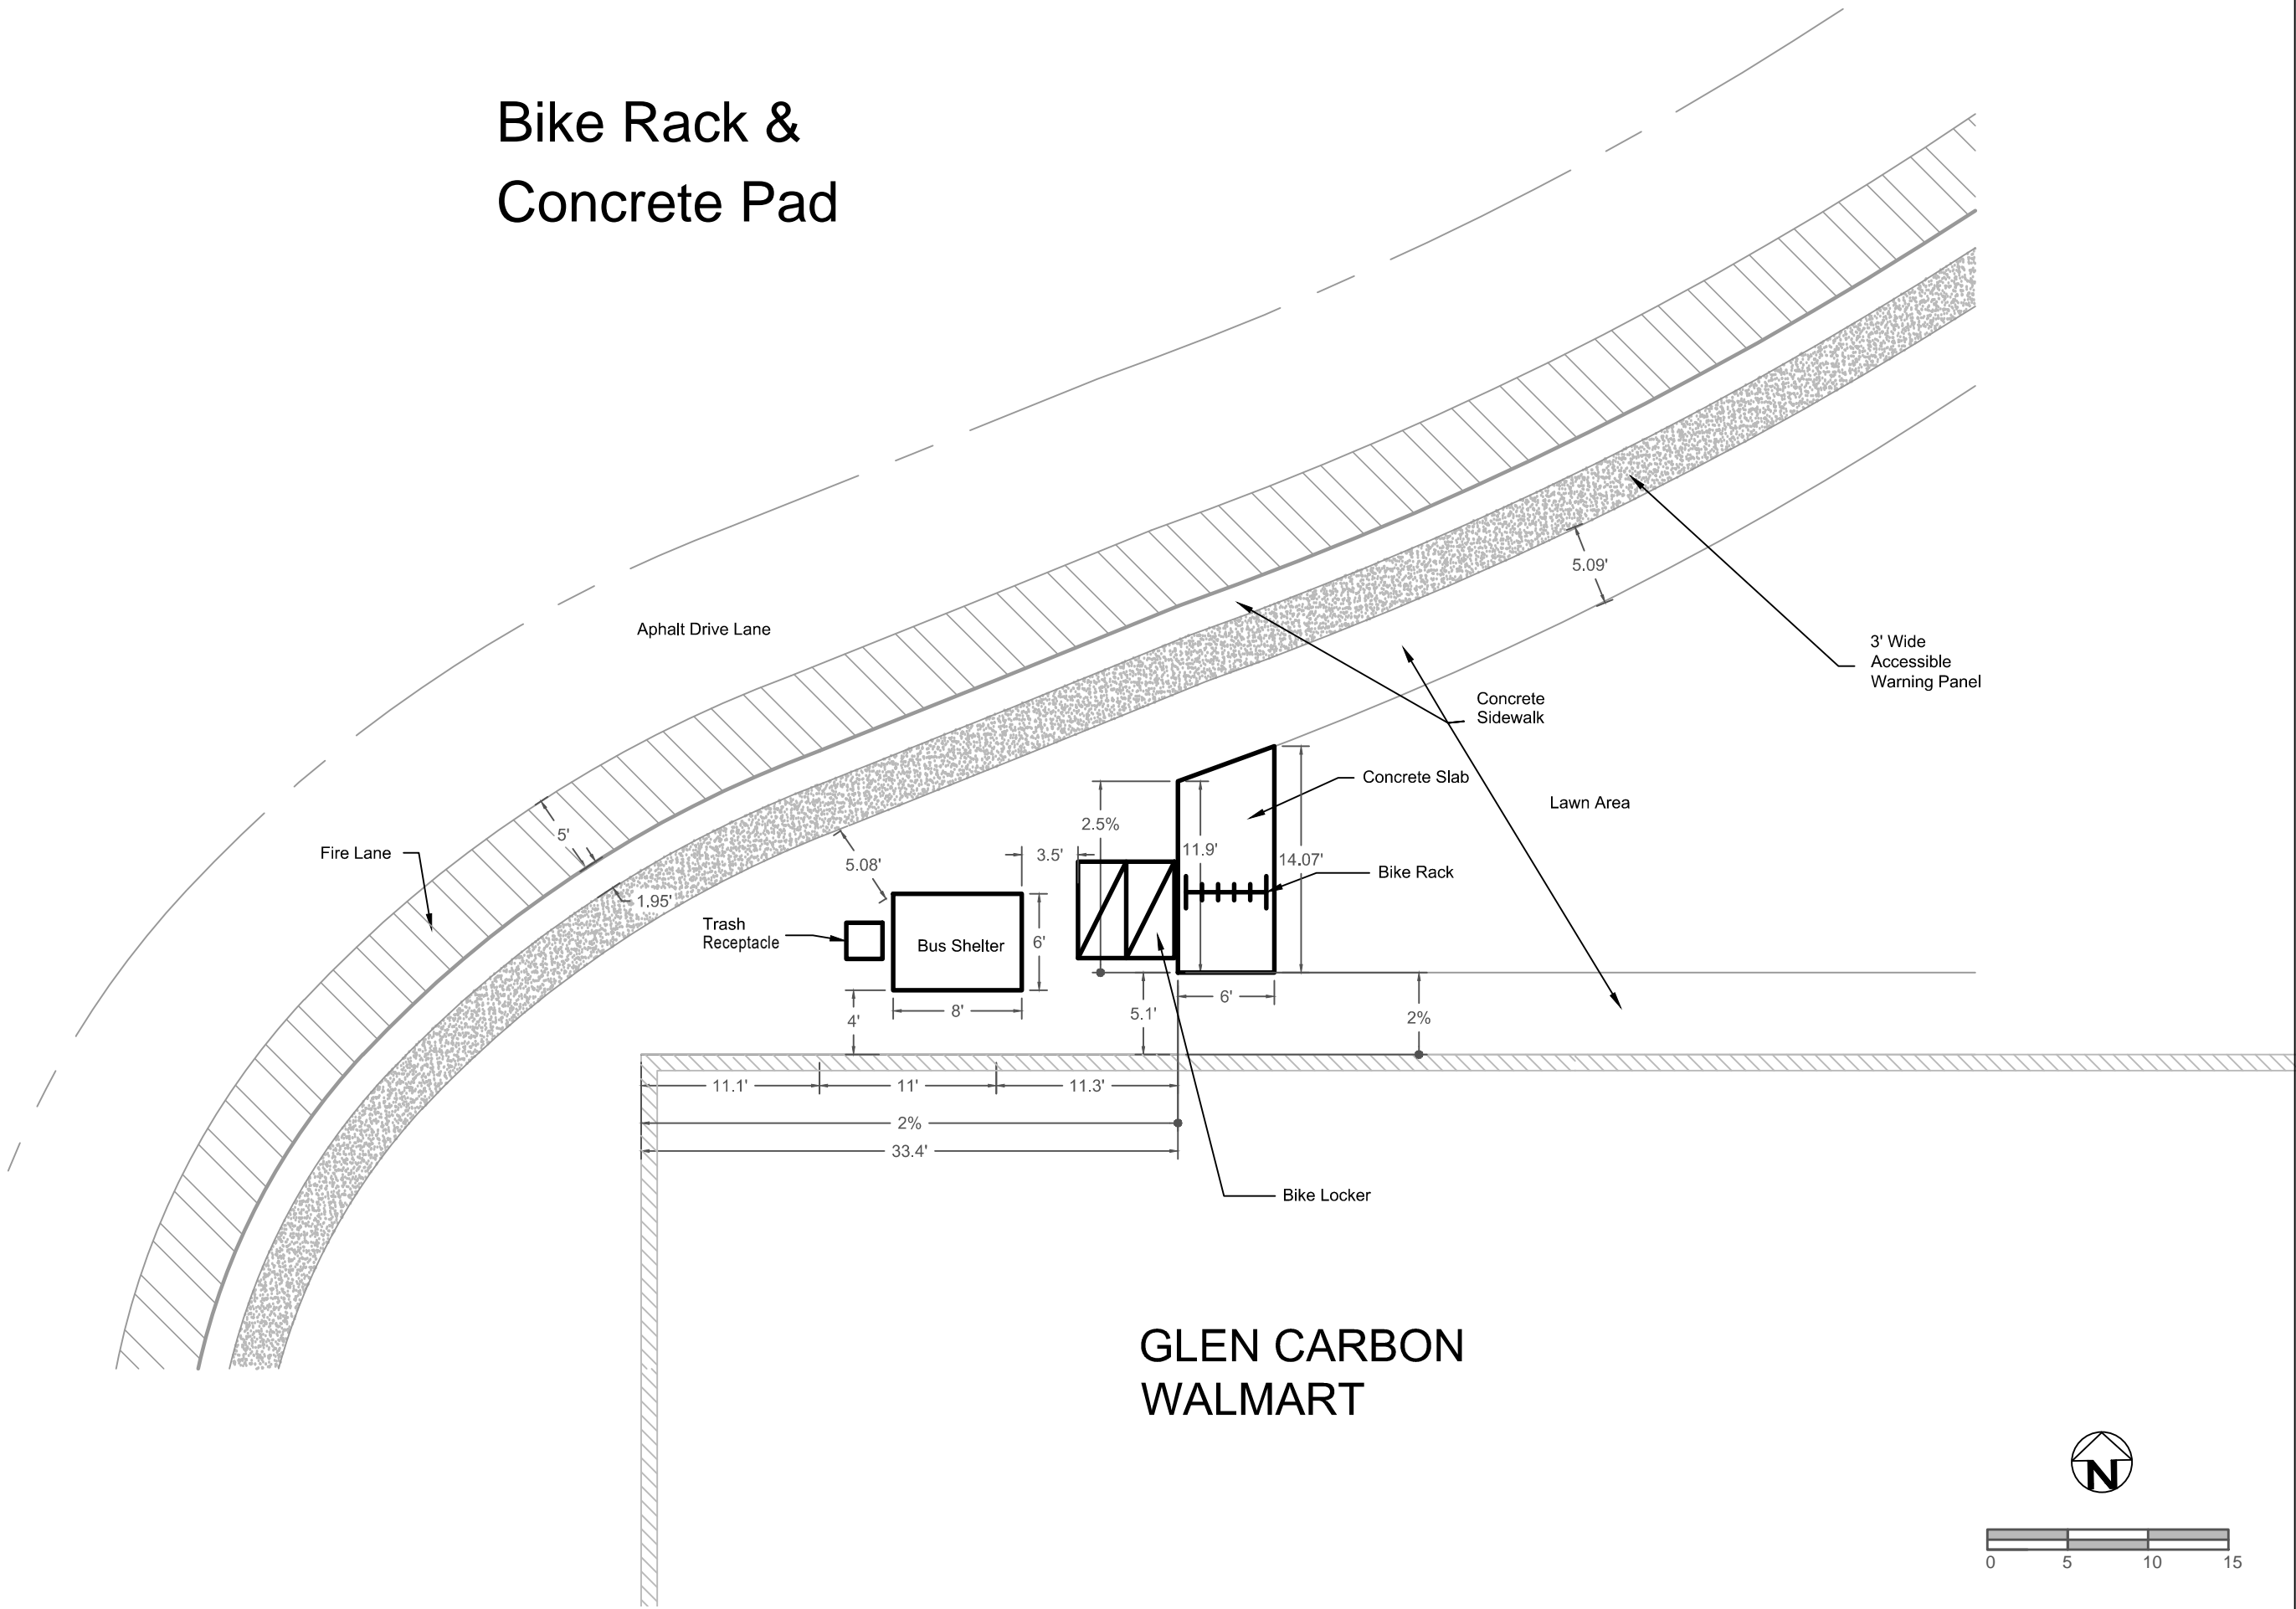 Bike Rack &
Concrete Pad
Aphalt Drive Lane
5.09'
3' Wide
Accessible
Warning Panel
Concrete
Sidewalk
Concrete Slab
Lawn Area
2.5%
5'
Fire Lane
3.5'
11.9'
14.07'
5.08'
Bike Rack
1.95'
Trash
Receptacle
Bus Shelter
6'
6'
8'
4'
5.1'
2%
11.1'
11'
11.3'
2%
33.4'
Bike Locker
GLEN CARBON
WALMART
N
0 5 10 15